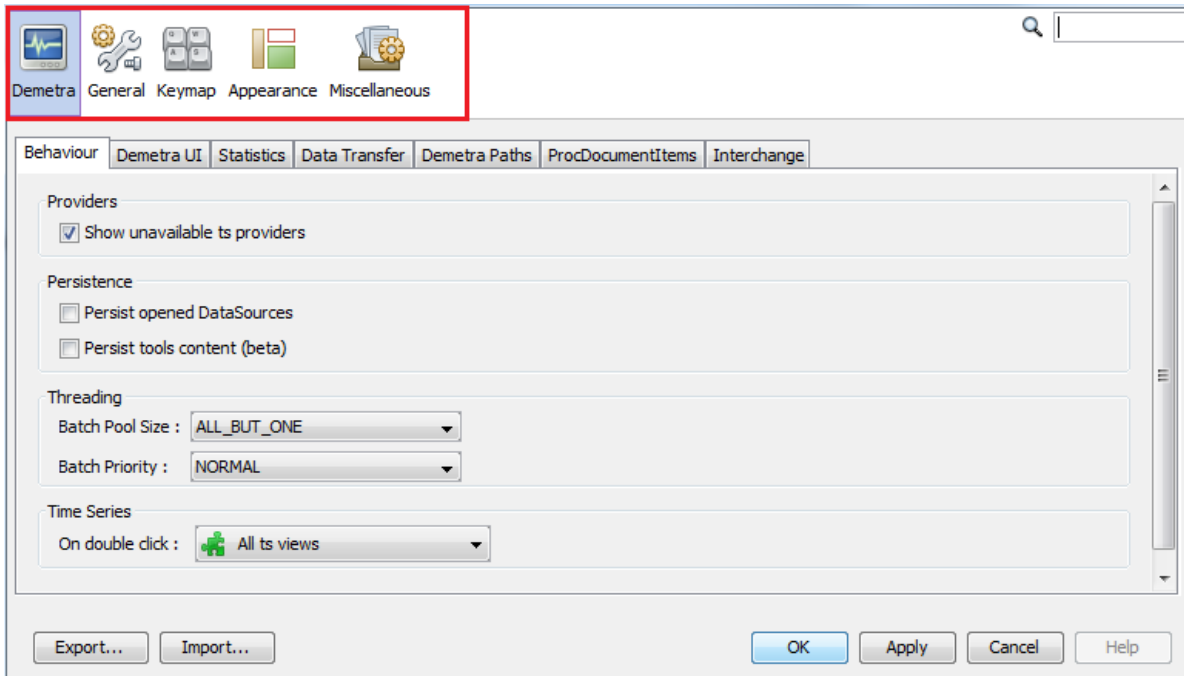 Demetra General Keymap Appearance Miscellaneous
Behaviour Demetra UI Statistics Data Transfer Demetra Paths ProcDocumentItems Interchange
Providers
Show unavailable ts providers
Persistence
Persist opened DataSources
Persist tools content (beta)
Threading
Batch Pool Size : ALL_BUT_ONE
Batch Priority : NORMAL
Time Series
On double click : All ts views
Export... Import... OK Apply Cancel Help